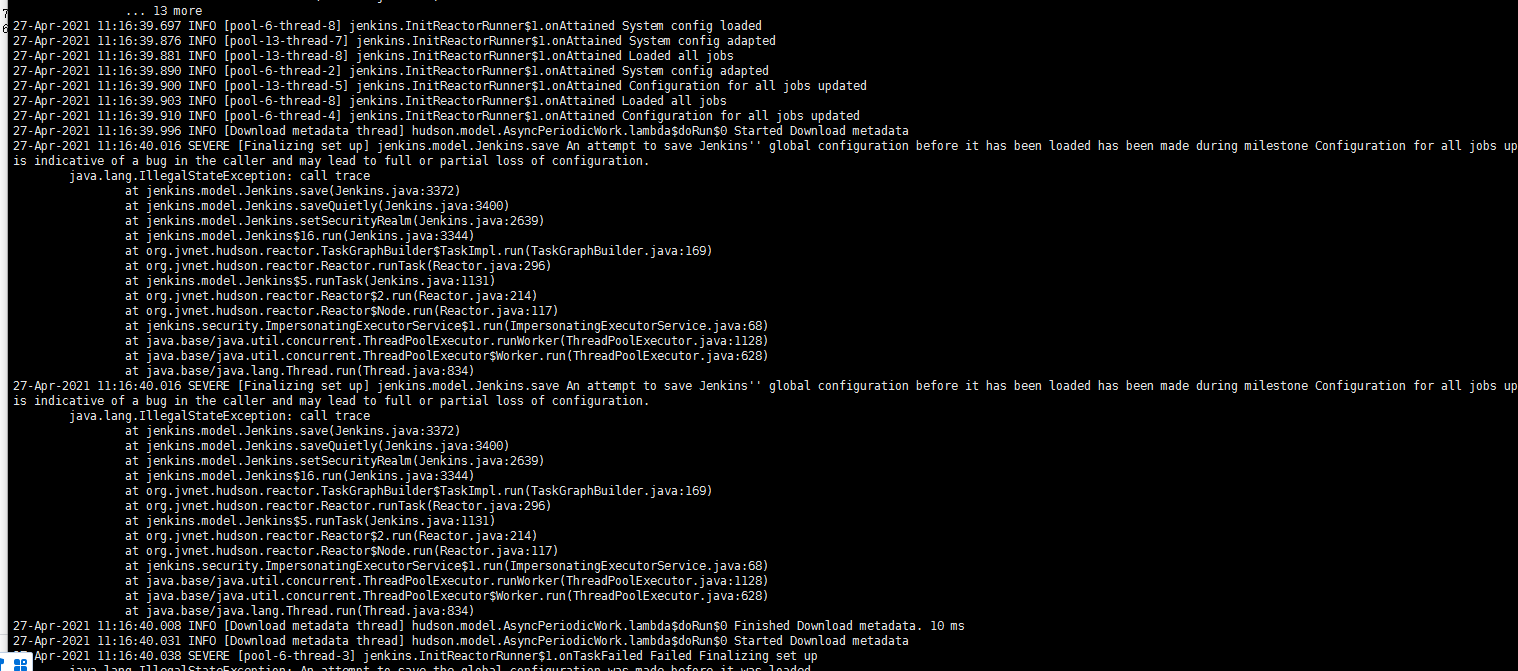 ... 13 more
27-Apr-2021 11:16:39.697 INFO [pool-6-thread-8] jenkins.InitReactorRunner$1.onAttained System config loaded
27-Apr-2021 11:16:39.876 INFO [pool-13-thread-7] jenkins.InitReactorRunner$1.onAttained System config adapted
27-Apr-2021 11:16:39.881 INFO [pool-13-thread-8] jenkins.InitReactorRunner$1.onAttained Loaded all jobs
27-Apr-2021 11:16:39.890 INFO [pool-6-thread-2] jenkins.InitReactorRunner$1.onAttained System config adapted
27-Apr-2021 11:16:39.900 INFO [pool-13-thread-5] jenkins.InitReactorRunner$1.onAttained Configuration for all jobs updated
27-Apr-2021 11:16:39.903 INFO [pool-6-thread-8] jenkins.InitReactorRunner$1.onAttained Loaded all jobs
27-Apr-2021 11:16:39.910 INFO [pool-6-thread-4] jenkins.InitReactorRunner$1.onAttained Configuration for all jobs updated
27-Apr-2021 11:16:39.996 INFO [Download metadata thread] hudson.model.AsyncPeriodicWork.lambda$doRun$0 Started Download metadata
27-Apr-2021 11:16:40.016 SEVERE [Finalizing set up] jenkins.model.Jenkins.save An attempt to save Jenkins'' global configuration before it has been loaded has been made during milestone Configuration for all jobs up
is indicative of a bug in the caller and may lead to full or partial loss of configuration.
java.lang.IllegalStateException: call trace
at jenkins.model.Jenkins.save(Jenkins.java:3372)
at jenkins.model.Jenkins.saveQuietly(Jenkins.java:3400)
at jenkins.model.Jenkins.setSecurityRealm(Jenkins.java:2639)
at jenkins.model.Jenkins$16.run(Jenkins.java:3344)
at org.jvnet.hudson.reactor.TaskGraphBuilder$TaskImpl.run(TaskGraphBuilder.java:169)
at org.jvnet.hudson.reactor.Reactor.runTask(Reactor.java:296)
at jenkins.model.Jenkins$5.runTask(Jenkins.java:1131)
at org.jvnet.hudson.reactor.Reactor$2.run(Reactor.java:214)
at org.jvnet.hudson.reactor.Reactor$Node.run(Reactor.java:117)
at jenkins.security.ImpersonatingExecutorService$1.run(ImpersonatingExecutorService.java:68)
at java.base/java.util.concurrent.ThreadPoolExecutor.runWorker(ThreadPoolExecutor.java:1128)
at java.base/java.util.concurrent.ThreadPoolExecutor$Worker.run(ThreadPoolExecutor.java:628)
at java.base/java.lang.Thread.run(Thread.java:834)
27-Apr-2021 11:16:40.016 SEVERE [Finalizing set up] jenkins.model.Jenkins.save An attempt to save Jenkins'' global configuration before it has been loaded has been made during milestone Configuration for all jobs up
is indicative of a bug in the caller and may lead to full or partial loss of configuration.
java.lang.IllegalStateException: call trace
at jenkins.model.Jenkins.save(Jenkins.java:3372)
at jenkins.model.Jenkins.saveQuietly(Jenkins.java:3400)
at jenkins.model.Jenkins.setSecurityRealm(Jenkins.java:2639)
at jenkins.model.Jenkins$16.run(Jenkins.java:3344)
at org.jvnet.hudson.reactor.TaskGraphBuilder$TaskImpl.run(TaskGraphBuilder.java:169)
at org.jvnet.hudson.reactor.Reactor.runTask(Reactor.java:296)
at jenkins.model.Jenkins$5.runTask(Jenkins.java:1131)
at org.jvnet.hudson.reactor.Reactor$2.run(Reactor.java:214)
at org.jvnet.hudson.reactor.Reactor$Node.run(Reactor.java:117)
at jenkins.security.ImpersonatingExecutorService$1.run(ImpersonatingExecutorService.java:68)
at java.base/java.util.concurrent.ThreadPoolExecutor.runWorker(ThreadPoolExecutor.java:1128)
at java.base/java.util.concurrent.ThreadPoolExecutor$Worker.run(ThreadPoolExecutor.java:628)
at java.base/java.lang.Thread.run(Thread.java:834)
27-Apr-2021 11:16:40.008 INFO [Download metadata thread] hudson.model.AsyncPeriodicWork.lambda$doRun$0 Finished Download metadata. 10 ms
27-Apr-2021 11:16:40.031 INFO [Download metadata thread] hudson.model.AsyncPeriodicWork.lambda$doRun$0 Started Download metadata
-Apr-2021 11:16:40.038 SEVERE [pool-6-thread-3] jenkins.InitReactorRunner$1.onTaskFailed Failed Finalizing set up
java.lang.IllegalStateException: An attempt to save the global configuration was made before it was loaded